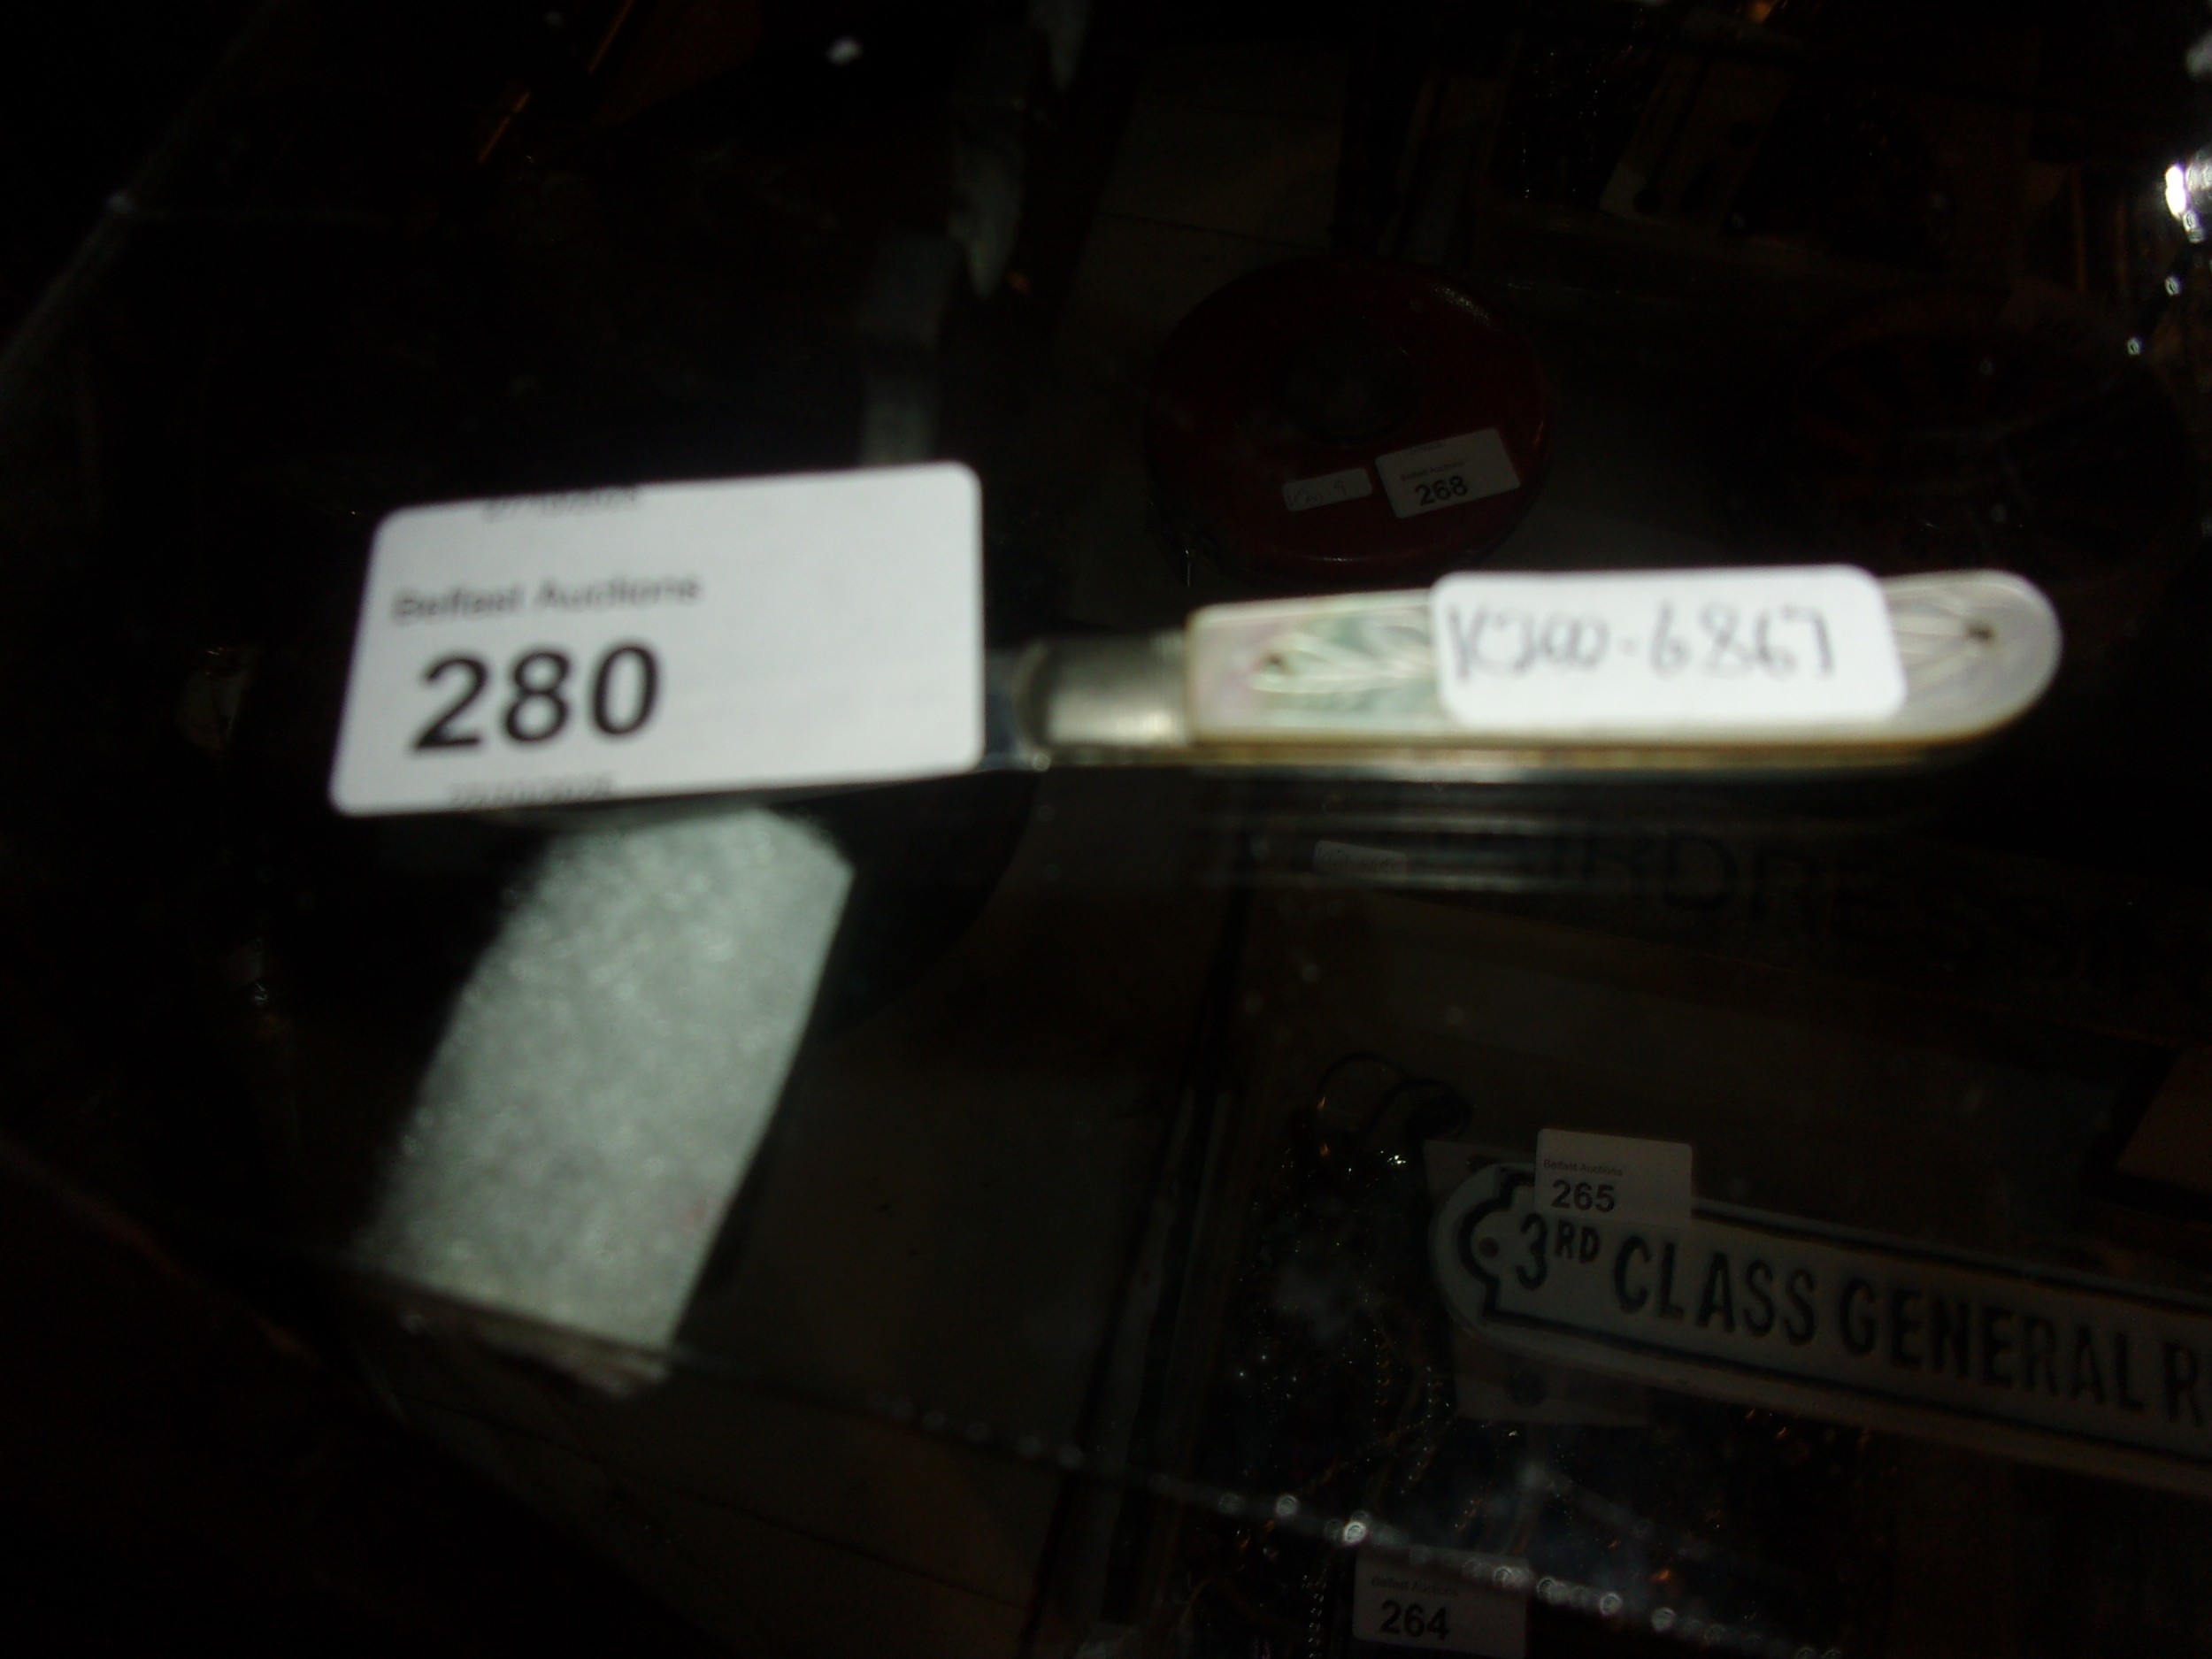 Belfast Auctions
280
K300-6867
Belfast Auctions
268
Belfast Auctions
265
3RD CLASS GENERAL R
Belfast Auctions
264